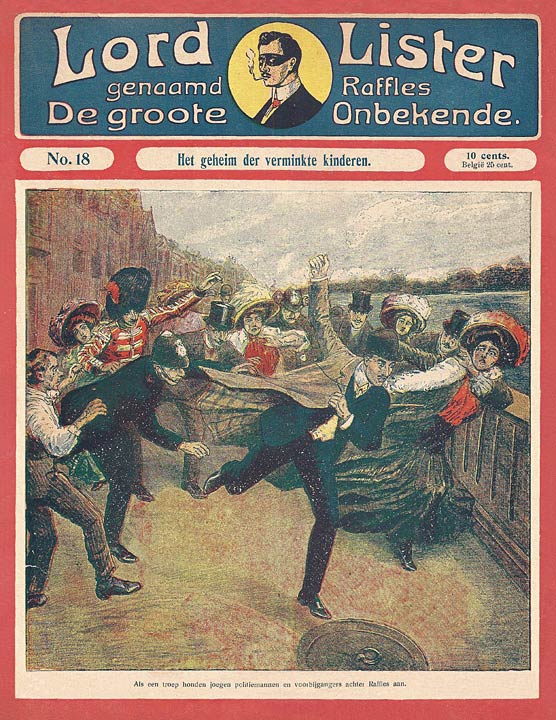 Lord Lister
genaamd Raffles
De groote Onbekende.
No. 18
Het geheim der verminkte kinderen.
10 cents.
België 25 cent.
Als een troep honden joegen politiemannen en voorbijgangers achter Raffles aan.